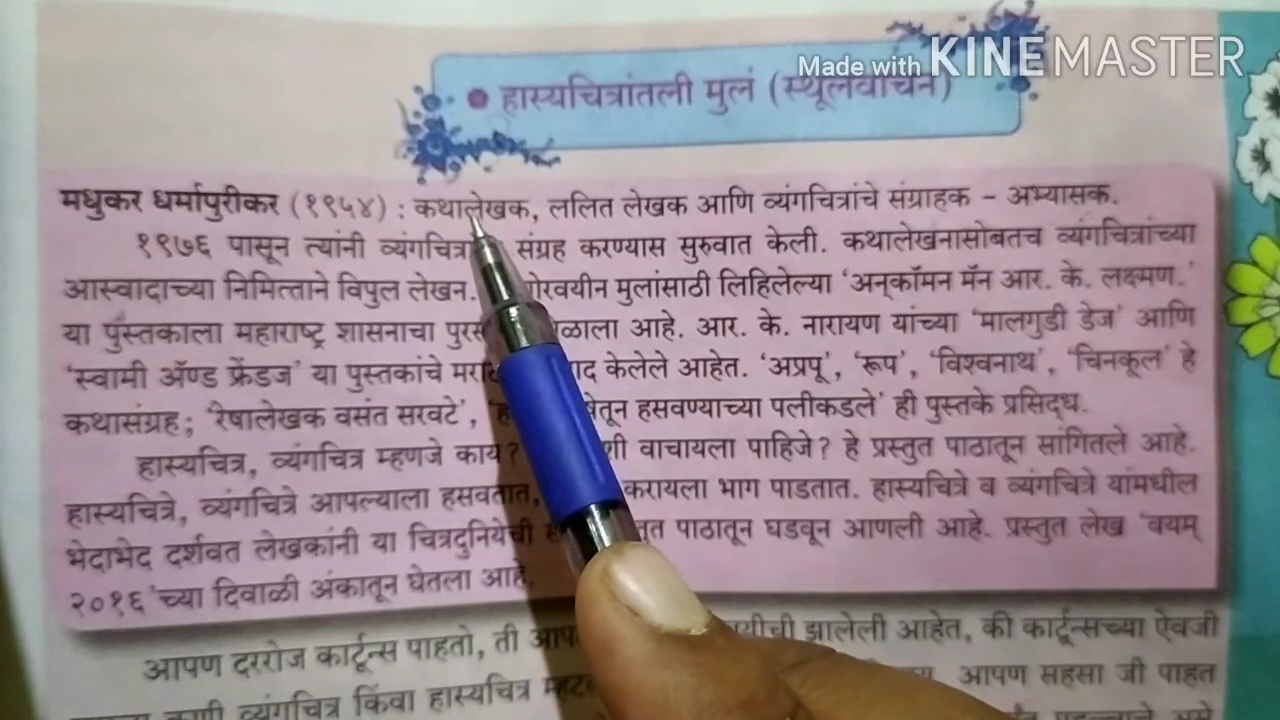 Made with KINEMASTER
• हास्यचित्रांतली मुलं (स्थूलवाचन)
मधुकर धर्मापुरीकर (१९५४) : कथालेखक, ललित लेखक आणि व्यंगचित्रांचे संग्राहक – अभ्यासक.
१९७६ पासून त्यांनी व्यंगचित्रा संग्रह करण्यास सुरुवात केली. कथालेखनासोबतच व्यंगचित्रांच्या
आस्वादाच्या निमित्ताने विपुल लेखन. ोरवयीन मुलांसाठी लिहिलेल्या ‘अन्कॉमन मॅन आर. के. लक्ष्मण.’
या पुस्तकाला महाराष्ट्र शासनाचा पुरस ळाला आहे. आर. के. नारायण यांच्या ‘मालगुडी डेज’ आणि
‘स्वामी ॲण्ड फ्रेंडज’ या पुस्तकांचे मरा ाद केलेले आहेत. ‘अप्रपू’, ‘रूप’, ‘विश्वनाथ’, ‘चिनकूल’ हे
कथासंग्रह; ‘रेषालेखक वसंत सरवटे’, ‘ह वेतून हसवण्याच्या पलीकडले’ ही पुस्तके प्रसिद्ध.
हास्यचित्र, व्यंगचित्र म्हणजे काय? शी वाचायला पाहिजे? हे प्रस्तुत पाठातून सांगितले आहे.
हास्यचित्रे, व्यंगचित्रे आपल्याला हसवतात, करायला भाग पाडतात. हास्यचित्रे व व्यंगचित्रे यांमधील
भेदाभेद दर्शवत लेखकांनी या चित्रदुनियेची स तुत पाठातून घडवून आणली आहे. प्रस्तुत लेख ‘वयम्
२०१६’च्या दिवाळी अंकातून घेतला आहे.
आपण दररोज कार्टून्स पाहतो, ती आप यीची झालेली आहेत, की कार्टून्सच्या ऐवजी
कुणी व्यंगचित्र किंवा हास्यचित्र म्हट आपण सहसा जी पाहत